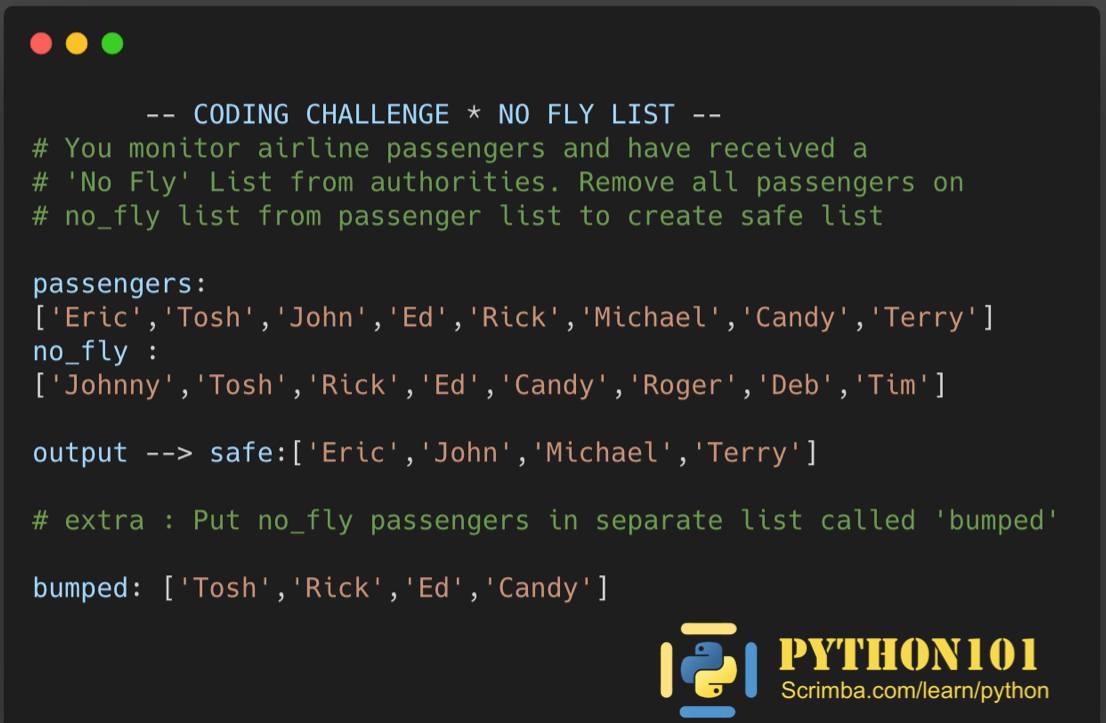 -- CODING CHALLENGE * NO FLY LIST --
# You monitor airline passengers and have received a
# 'No Fly' List from authorities. Remove all passengers on
# no_fly list from passenger list to create safe list
passengers:
['Eric','Tosh','John','Ed','Rick','Michael','Candy','Terry']
no_fly :
['Johnny','Tosh','Rick','Ed','Candy','Roger','Deb','Tim']
output --> safe:['Eric','John','Michael','Terry']
# extra : Put no_fly passengers in separate list called 'bumped'
bumped: ['Tosh','Rick','Ed','Candy']
PYTHON101
Scrimba.com/learn/python